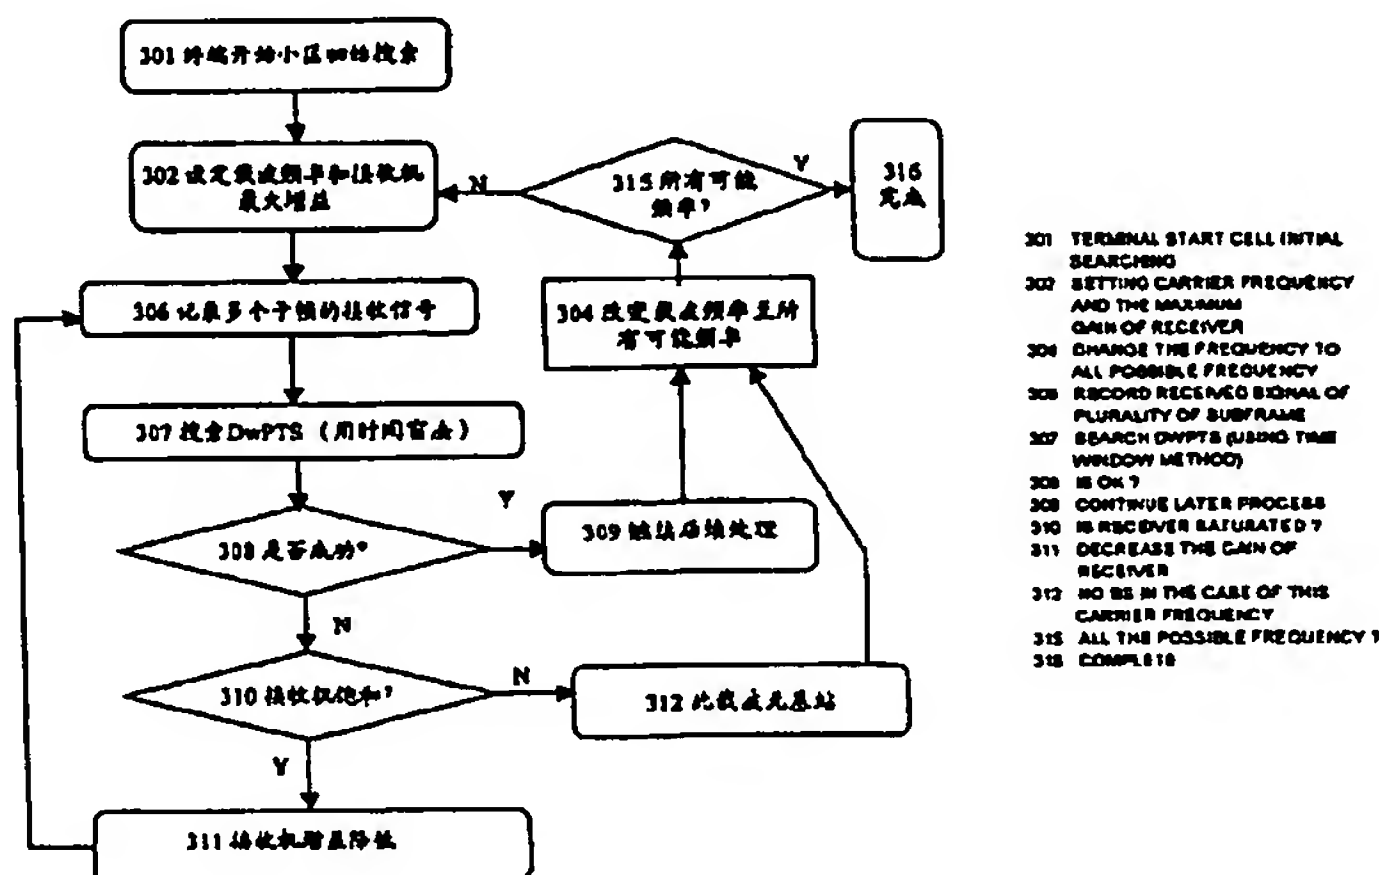 301 终端开始小区初始搜索
302 设定载波频率和接收机
最大增益
N
315 所有可能
频率?
Y
316
完成
306 记录多个子帧的接收信号
304 改变载波频率至所
有可能频率
307 搜索DwPTS (用时间窗法)
308 是否成功?
Y
309 继续后续处理
N
310 接收机饱和?
N
312 此载波无基站
Y
311 接收机增益降低
301 TERMINAL START CELL INITIAL
SEARCHING
302 SETTING CARRIER FREQUENCY
AND THE MAXIMUM
GAIN OF RECEIVER
304 CHANGE THE FREQUENCY TO
ALL POSSIBLE FREQUENCY
306 RECORD RECEIVED SIGNAL OF
PLURALITY OF SUBFRAME
307 SEARCH DWPTS (USING TIME
WINDOW METHOD)
308 IS OK ?
309 CONTINUE LATER PROCESS
310 IS RECEIVER SATURATED ?
311 DECREASE THE GAIN OF
RECEIVER
312 NO BS IN THE CASE OF THIS
CARRIER FREQUENCY
315 ALL THE POSSIBLE FREQUENCY ?
316 COMPLETE